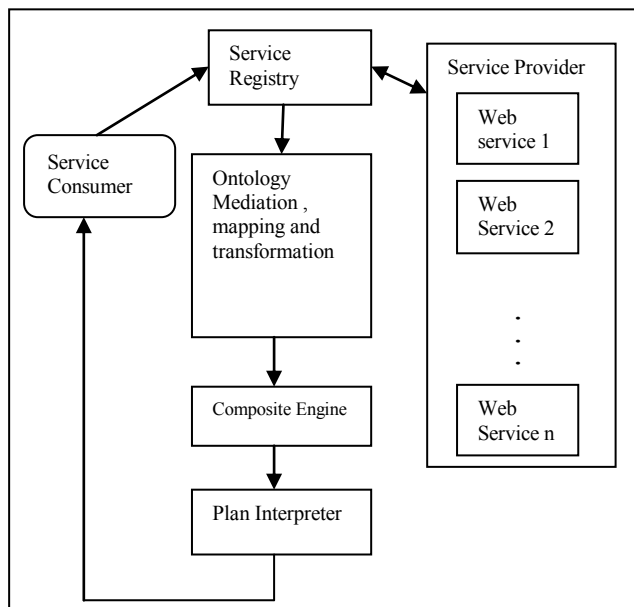 Service
Registry
Service Provider
Web
service 1
Service
Consumer
Ontology
Mediation ,
mapping and
transformation
Web
Service 2
.
.
.
Composite Engine
Web
Service n
Plan Interpreter